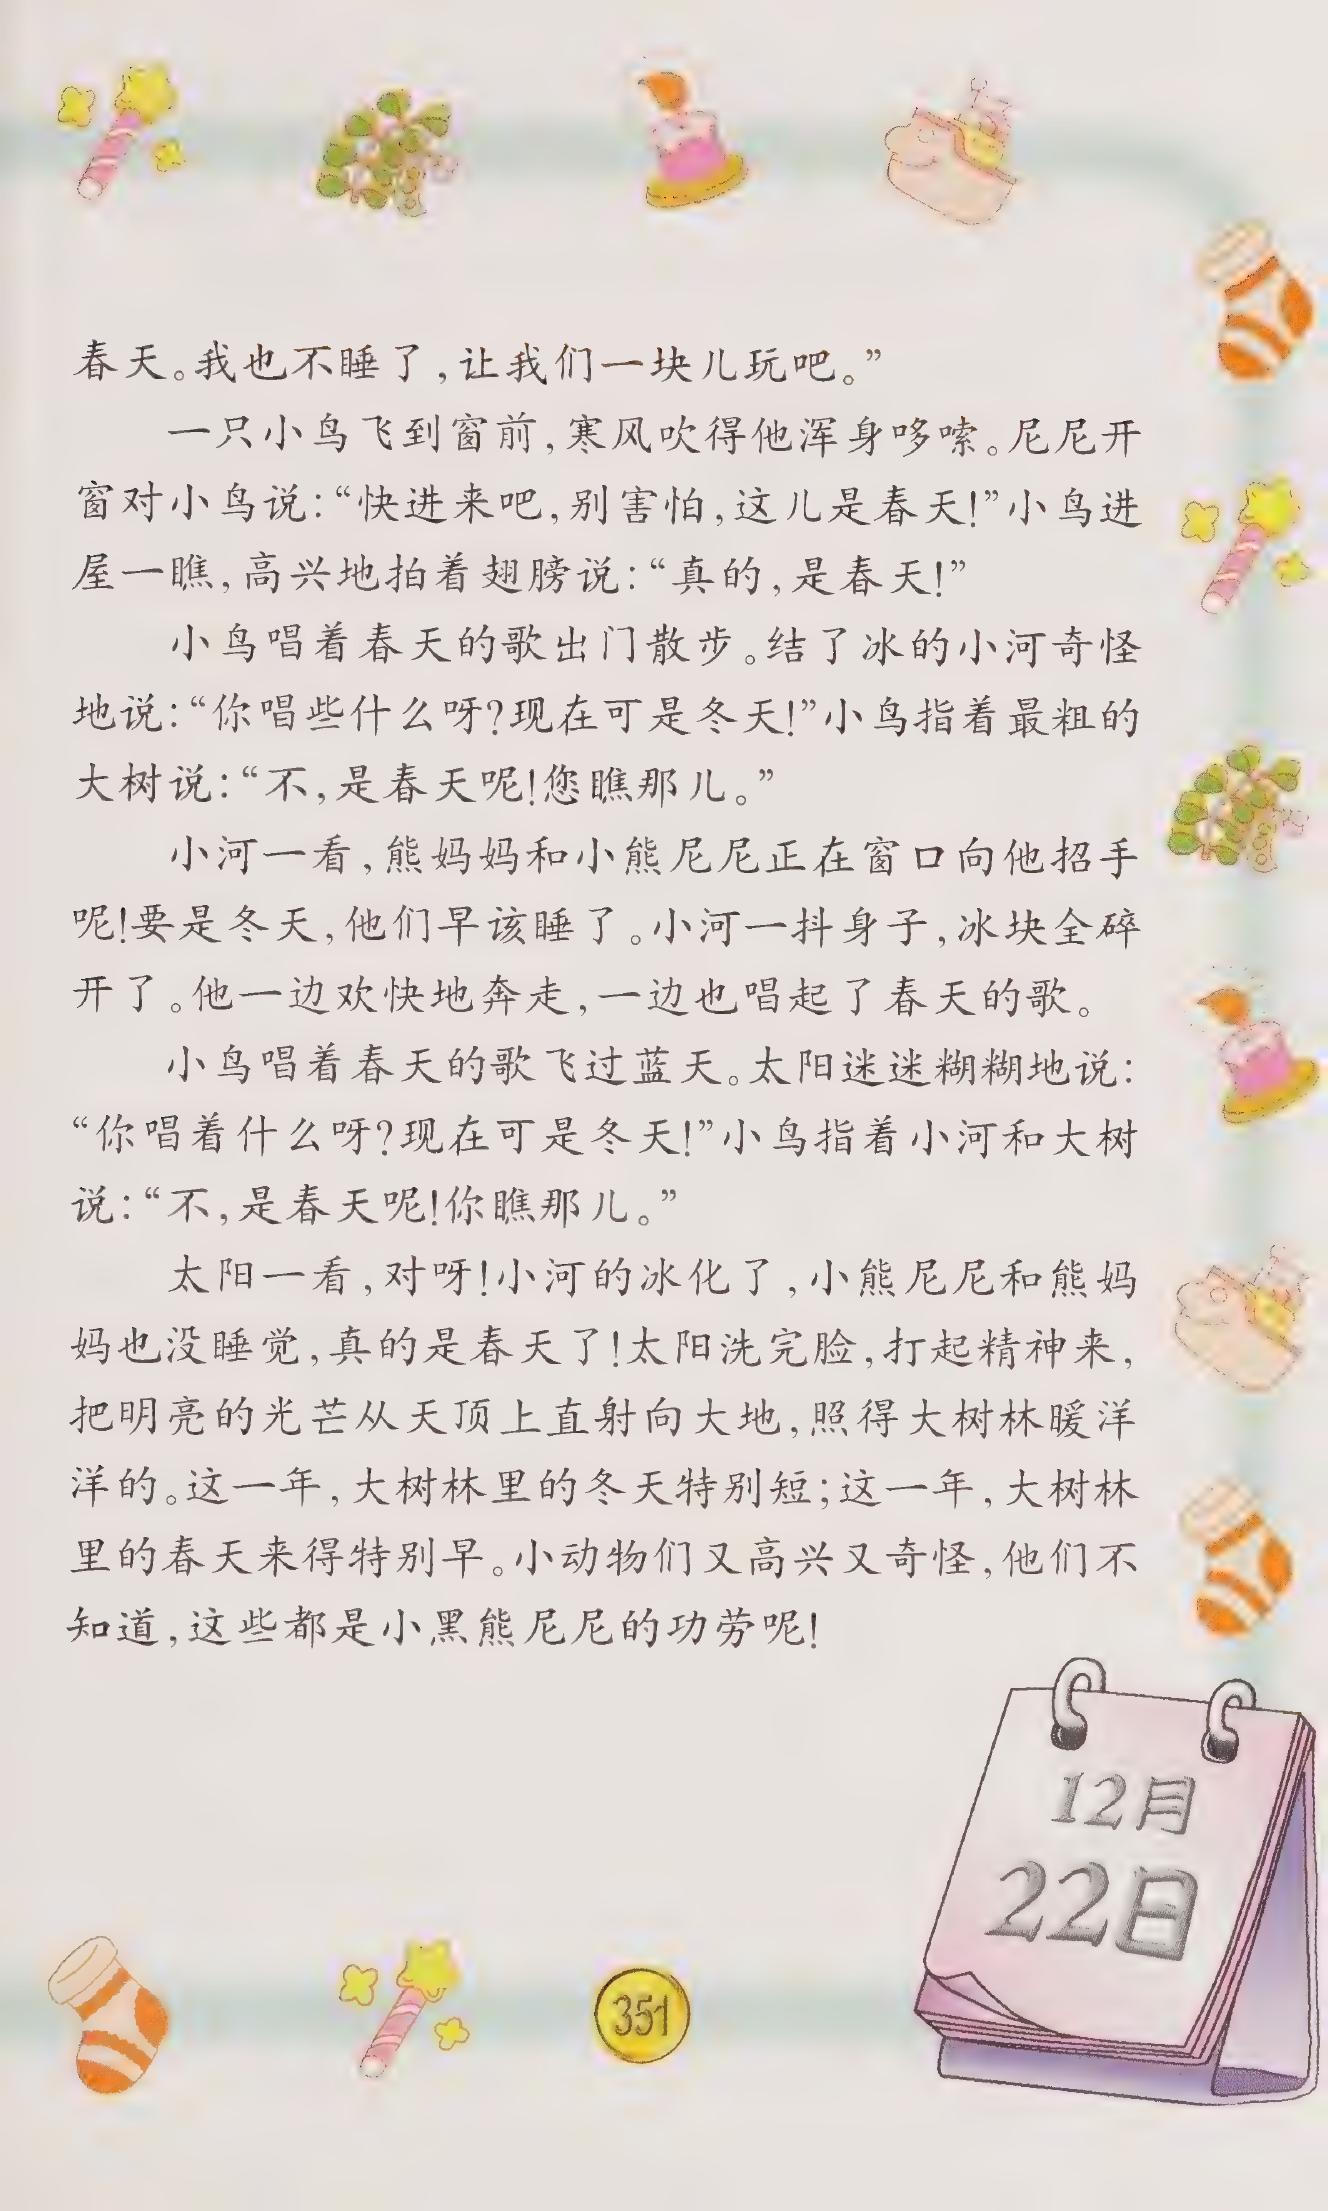 春天。我也不睡了,让我们一块儿玩吧。”
一只小鸟飞到窗前,寒风吹得他浑身哆嗦。尼尼开
窗对小鸟说:“快进来吧,别害怕,这儿是春天!”小鸟进
屋一瞧,高兴地拍着翅膀说:“真的,是春天!”
小鸟唱着春天的歌出门散步。结了冰的小河奇怪
地说:“你唱些什么呀?现在可是冬天!”小鸟指着最粗的
大树说:“不,是春天呢!您瞧那儿。”
小河一看,熊妈妈和小熊尼尼正在窗口向他招手
呢!要是冬天,他们早该睡了。小河一抖身子,冰块全碎
开了。他一边欢快地奔走,一边也唱起了春天的歌。
小鸟唱着春天的歌飞过蓝天。太阳迷迷糊糊地说:
“你唱着什么呀?现在可是冬天!”小鸟指着小河和大树
说:“不,是春天呢!你瞧那儿。”
太阳一看,对呀!小河的冰化了,小熊尼尼和熊妈
妈也没睡觉,真的是春天了!太阳洗完脸,打起精神来,
把明亮的光芒从天顶上直射向大地,照得大树林暖洋
洋的。这一年,大树林里的冬天特别短;这一年,大树林
里的春天来得特别早。小动物们又高兴又奇怪,他们不
知道,这些都是小黑熊尼尼的功劳呢!
12月
22日
351